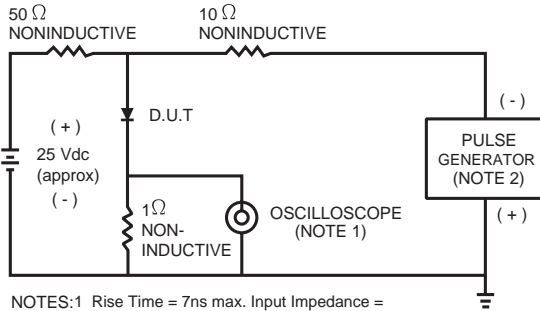 50 Ω
NONINDUCTIVE
10 Ω
NONINDUCTIVE
( + )
25 Vdc
(approx)
( - )
D.U.T
1Ω
NON-
INDUCTIVE
OSCILLOSCOPE
(NOTE 1)
( - )
PULSE
GENERATOR
(NOTE 2)
( + )
NOTES:1 Rise Time = 7ns max. Input Impedance =